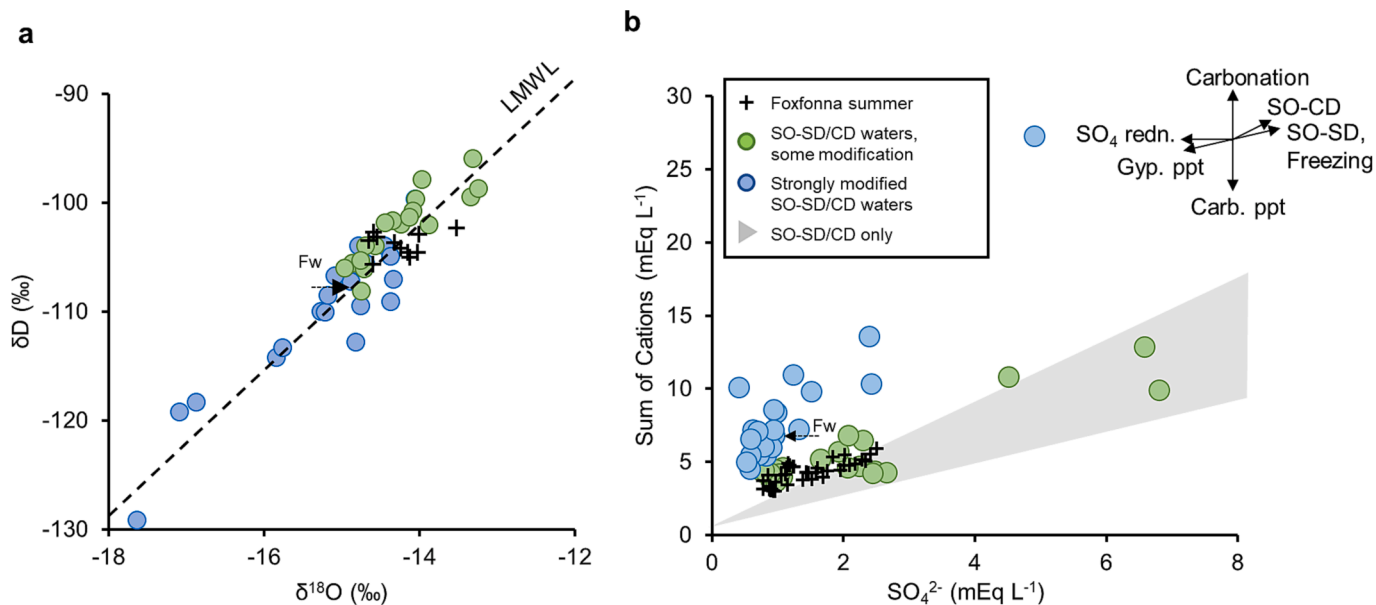 a
LMWL
Fw
-90
-100
-110
-120
-130
δD (‰)
-18
-16
-14
-12
δ¹⁸O (‰)
b
Foxfonna summer
SO-SD/CD waters,
some modification
Strongly modified
SO-SD/CD waters
SO-SD/CD only
Carbonation
SO-CD
SO₄ redn.
SO-SD,
Gyp. ppt
Freezing
Carb. ppt
Fw
30
25
20
15
10
5
0
Sum of Cations (mEq L⁻¹)
0
2
4
6
8
SO₄²⁻ (mEq L⁻¹)